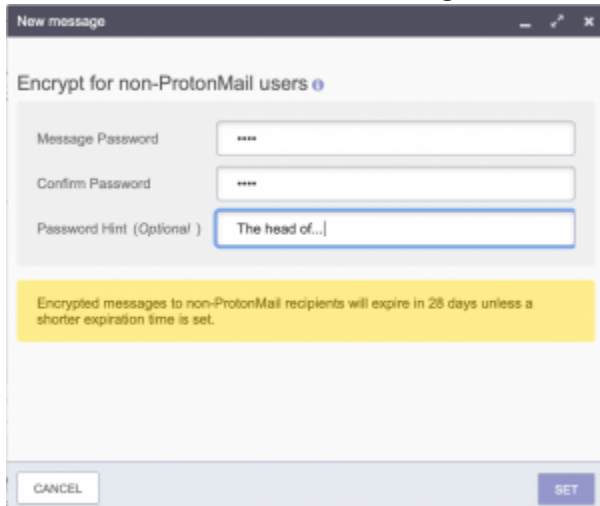 New message
Encrypt for non-ProtonMail users
Message Password ••••
Confirm Password ••••
Password Hint (Optional ) The head of...
Encrypted messages to non-ProtonMail recipients will expire in 28 days unless a
shorter expiration time is set.
CANCEL SET